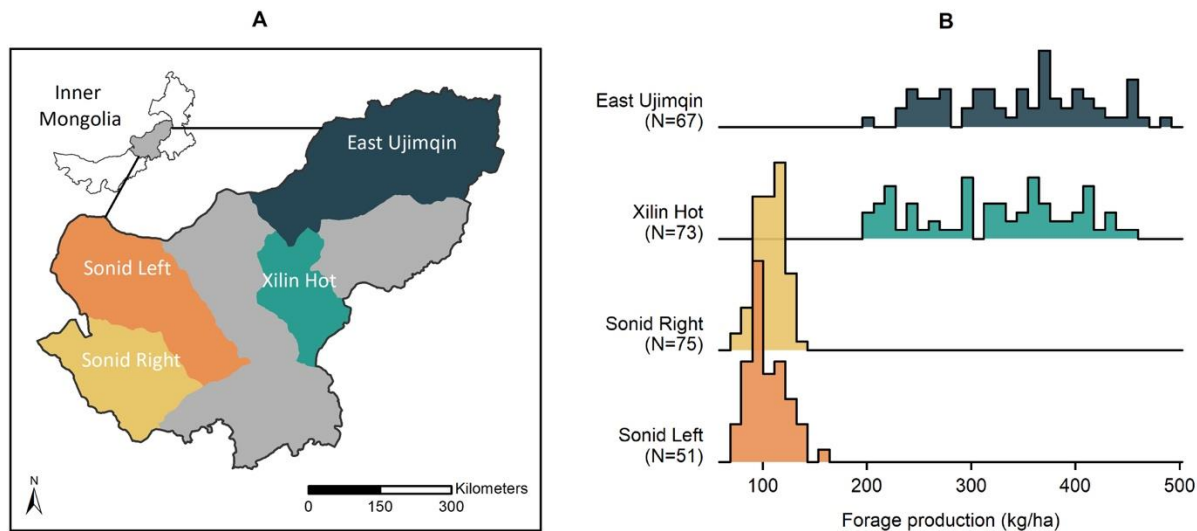 A
Inner
Mongolia
East Ujimqin
Sonid Left
Xilin Hot
Sonid Right
N
Kilometers
0 150 300
B
East Ujimqin
(N=67)
Xilin Hot
(N=73)
Sonid Right
(N=75)
Sonid Left
(N=51)
100 200 300 400 500
Forage production (kg/ha)